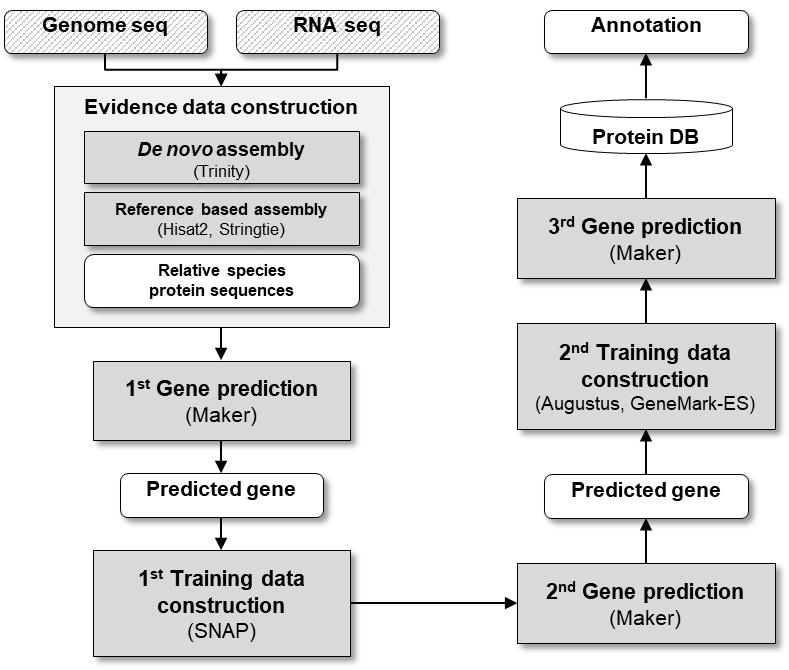 Genome seq
RNA seq
Evidence data construction
De novo assembly
(Trinity)
Reference based assembly
(Hisat2, Stringtie)
Relative species
protein sequences
1st Gene prediction
(Maker)
Predicted gene
1st Training data
construction
(SNAP)
2nd Gene prediction
(Maker)
Predicted gene
2nd Training data
construction
(Augustus, GeneMark-ES)
3rd Gene prediction
(Maker)
Protein DB
Annotation